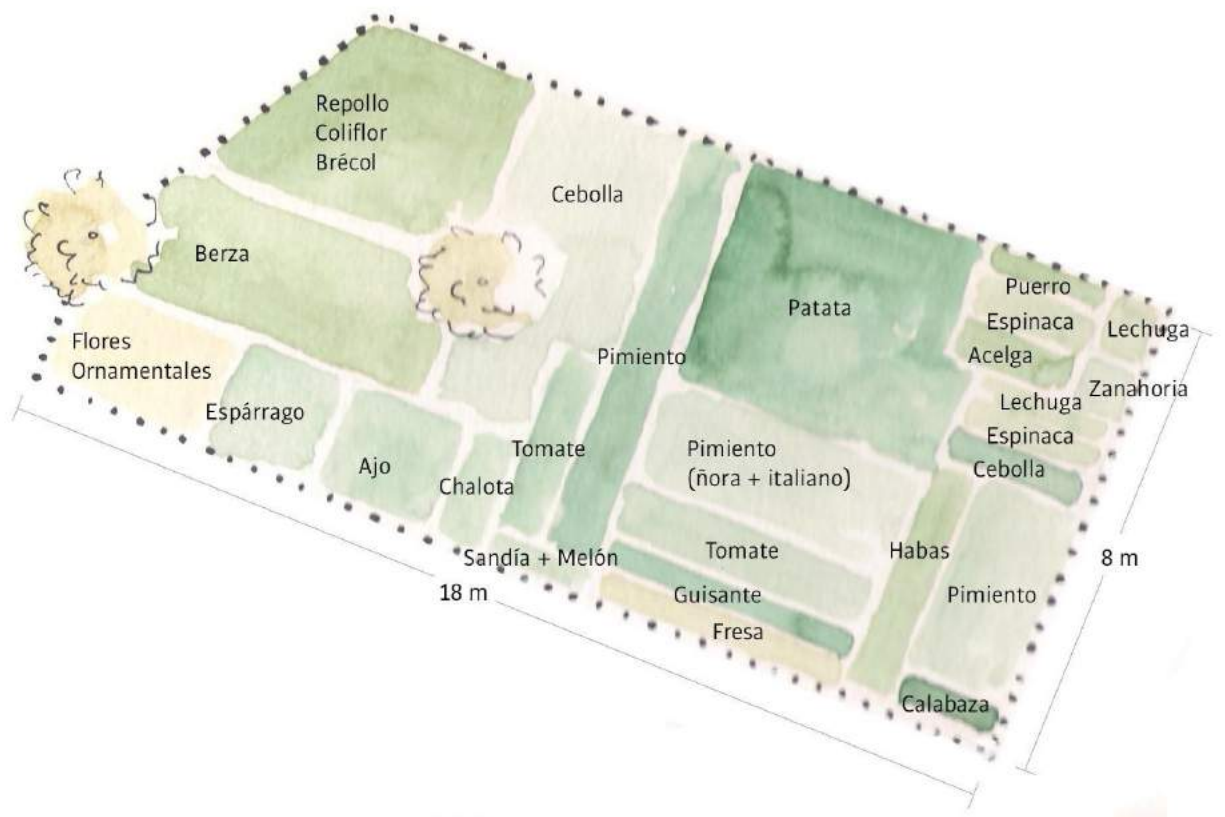 Repollo
Coliflor
Brécol
Cebolla
Berza
Puerro
Patata
Espinaca
Lechuga
Flores
Ornamentales
Pimiento
Acelga
Zanahoria
Espárrago
Lechuga
Espinaca
Tomate
Pimiento
(ñora + italiano)
Cebolla
Ajo
Chalota
Sandía + Melón
Tomate
Habas
8 m
18 m
Guisante
Pimiento
Fresa
Calabaza